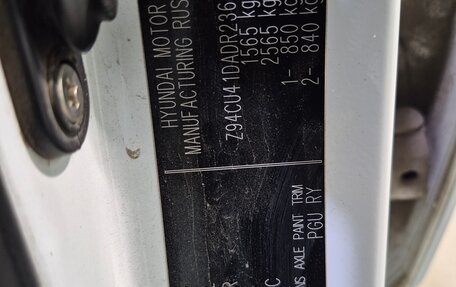 HYUNDAI MOTOR
MANUFACTURING RUS
Z94CU41DADR236
1565 kg
2565 kg
1- 850 kg
2- 840 kg
R
C
NS AXLE PAINT TRIM
PGU RY